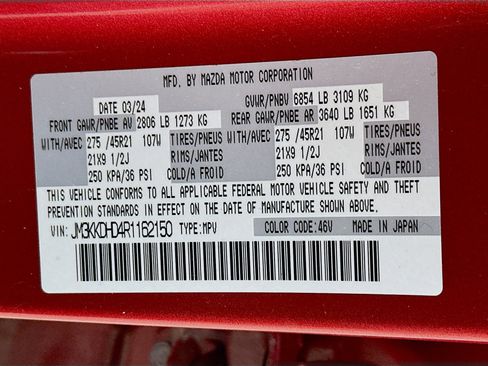 MFD. BY MAZDA MOTOR CORPORATION
DATE 03/24 GVWR/PNBV 6854 LB 3109 KG
FRONT GAWR/PNBE AV 2806 LB 1273 KG REAR GAWR/PNBE AR 3640 LB 1651 KG
WITH/AVEC 275 /45R21 107W TIRES/PNEUS WITH/AVEC 275 /45R21 107W TIRES/PNEUS
21X9 1/2J RIMS/JANTES 21X9 1/2J RIMS/JANTES
250 KPA/36 PSI COLD/A FROID 250 KPA/36 PSI COLD/A FROID
THIS VEHICLE CONFORMS TO ALL APPLICABLE FEDERAL MOTOR VEHICLE SAFETY AND THEFT
PREVENTION STANDARDS IN EFFECT ON THE DATE OF MANUFACTURE SHOWN ABOVE.
VIN: JM3KKDHD4R1162150 TYPE:MPV COLOR CODE:46V MADE IN JAPAN